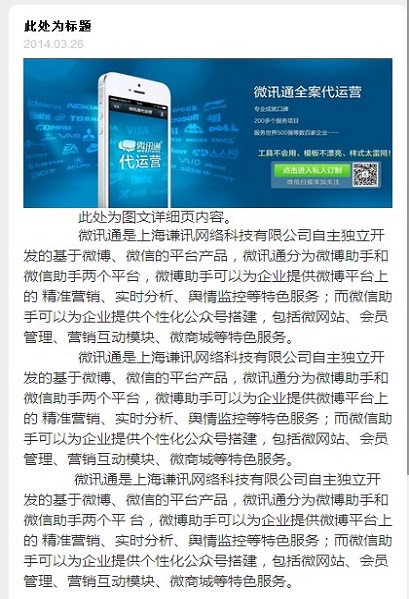 此处为标题
2014.03.26
微讯通全案代运营
专业成就口碑
200多个服务项目
服务世界500强等数百家企业······
工具不会用、模板不漂亮、样式太雷同！
点击进入私人订制
微信扫描添加关注
微讯通
代运营
此处为图文详细页内容。
微讯通是上海谦讯网络科技有限公司自主独立开
发的基于微博、微信的平台产品，微讯通分为微博助手和
微信助手两个平台，微博助手可以为企业提供微博平台上
的 精准营销、实时分析、舆情监控等特色服务；而微信助
手可以为企业提供个性化公众号搭建，包括微网站、会员
管理、营销互动模块、微商城等特色服务。
微讯通是上海谦讯网络科技有限公司自主独立开
发的基于微博、微信的平台产品，微讯通分为微博助手和
微信助手两个平台，微博助手可以为企业提供微博平台上
的 精准营销、实时分析、舆情监控等特色服务；而微信助
手可以为企业提供个性化公众号搭建，包括微网站、会员
管理、营销互动模块、微商城等特色服务。
微讯通是上海谦讯网络科技有限公司自主独立开
发的基于微博、微信的平台产品，微讯通分为微博助手和
微信助手两个平 台，微博助手可以为企业提供微博平台上
的 精准营销、实时分析、舆情监控等特色服务；而微信助
手可以为企业提供个性化公众号搭建，包括微网站、会员
管理、营销互动模块、微商城等特色服务。